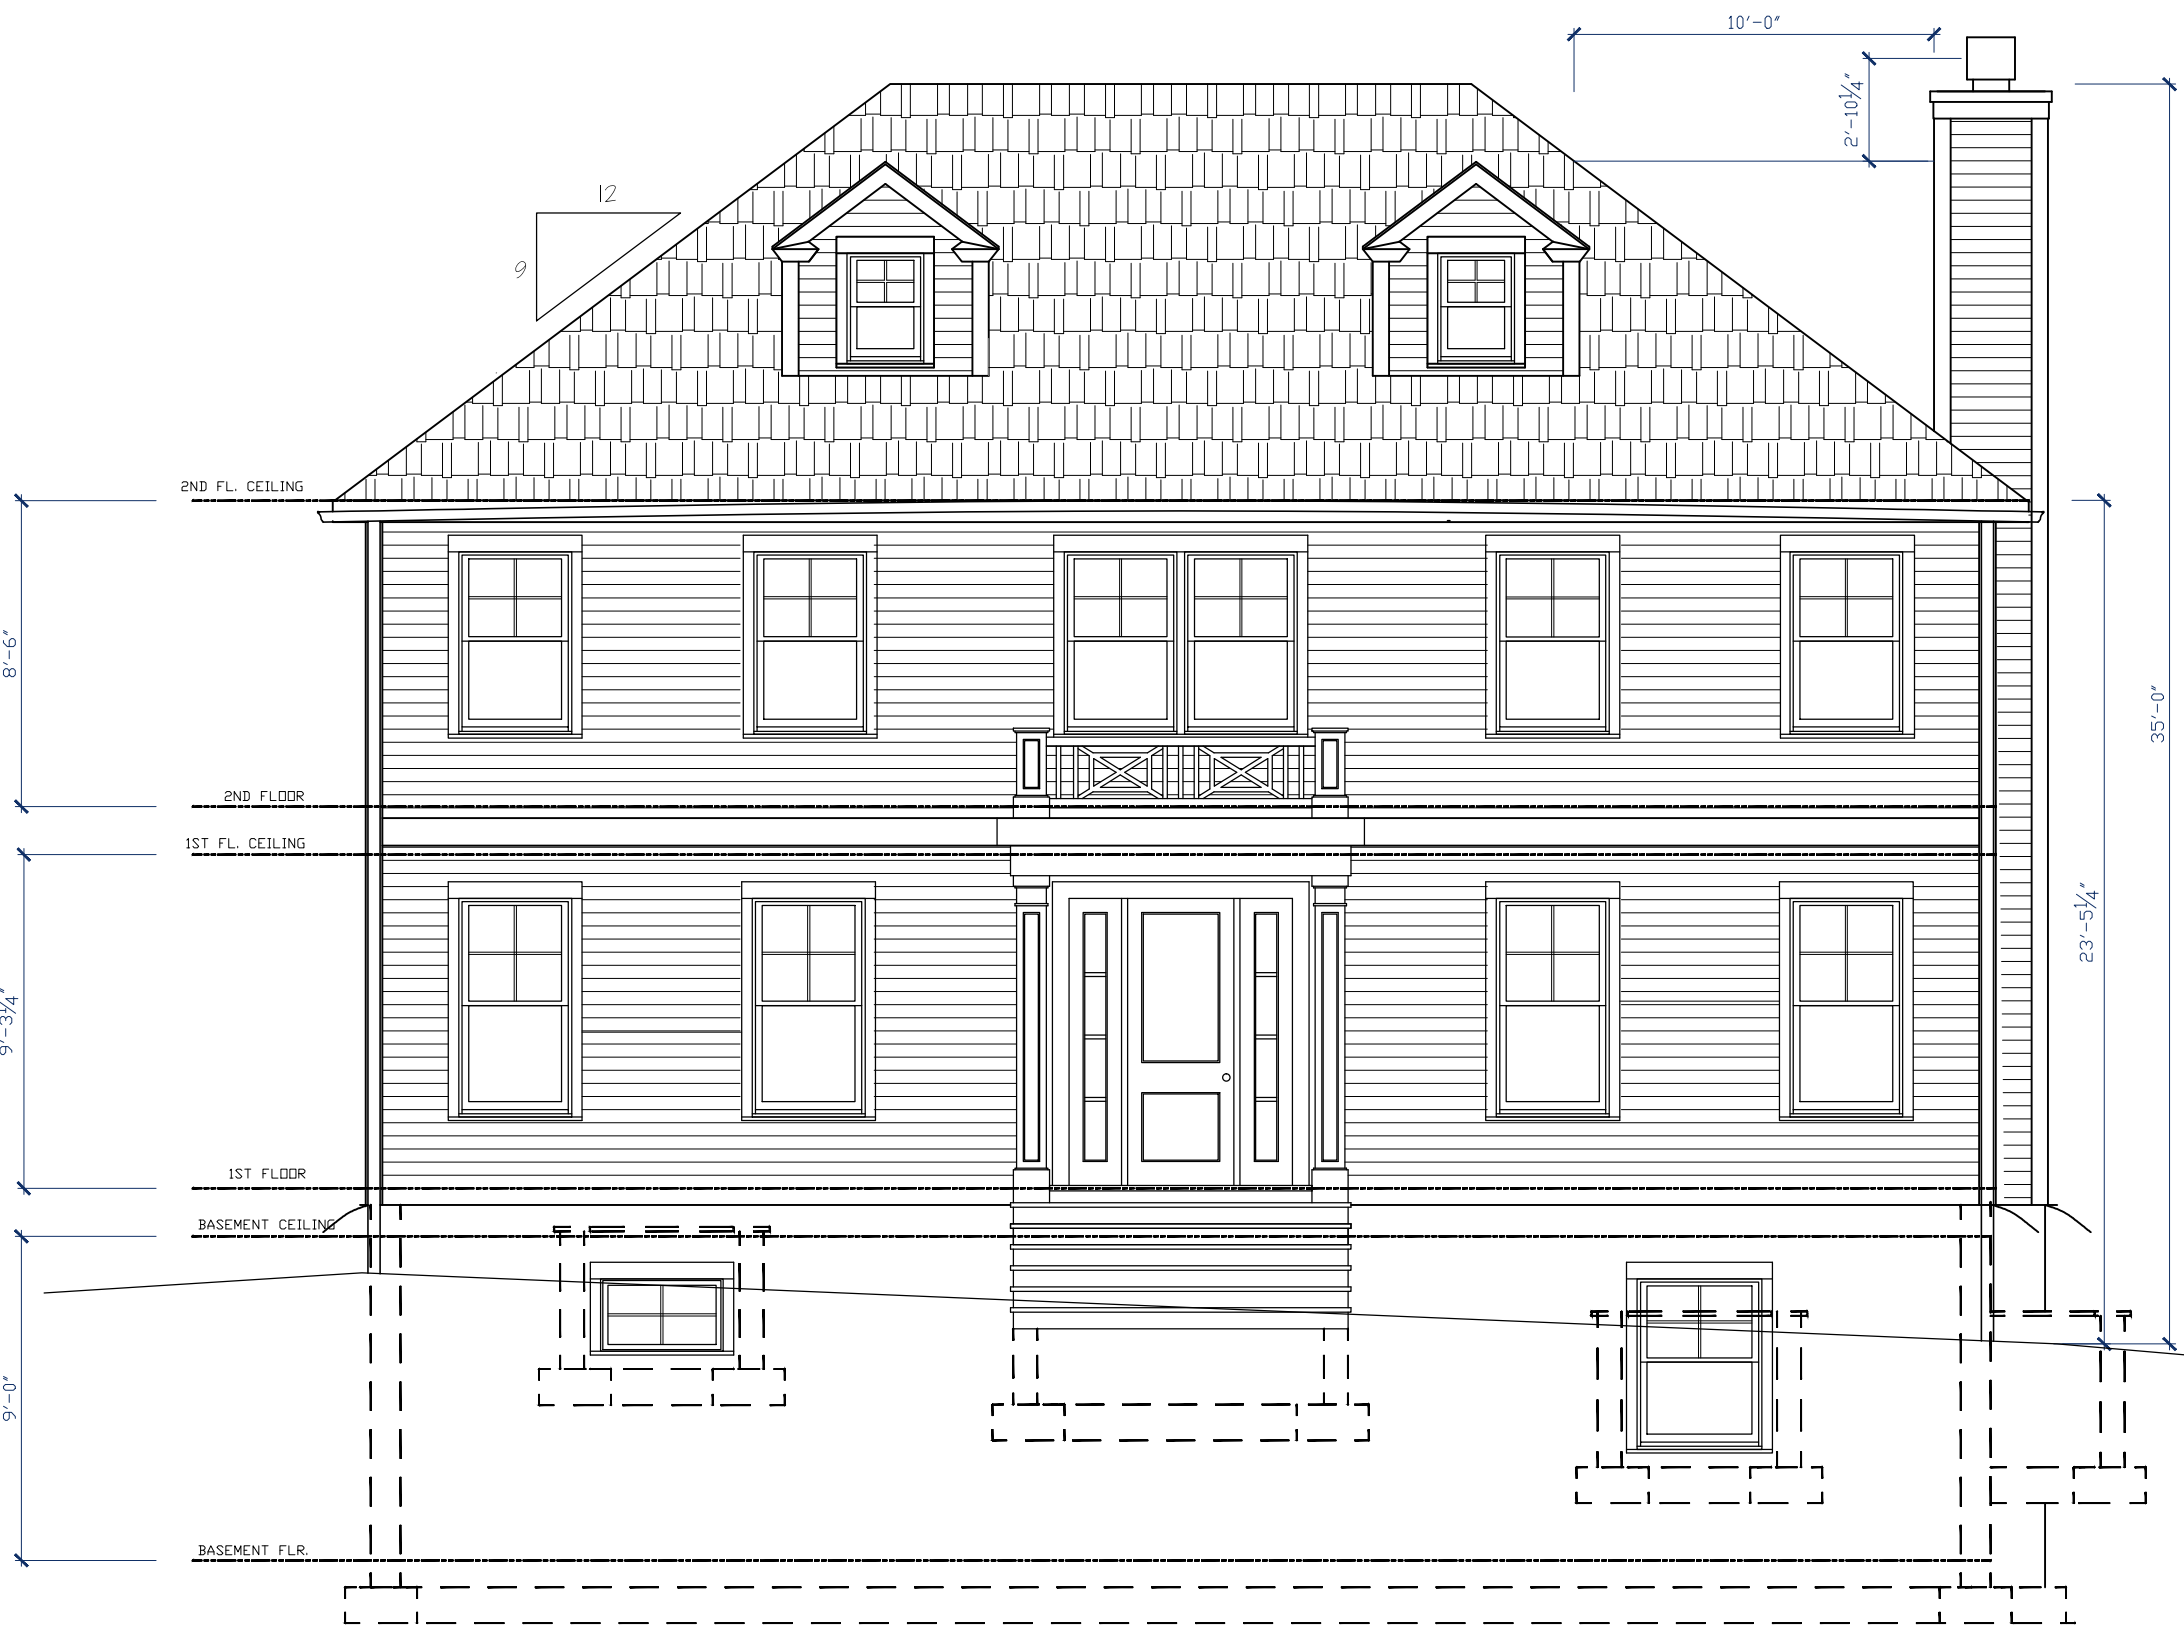 10'-0"
2'-10¼"
12
9
2ND FL. CEILING
8'-6"
35'-0"
2ND FLOOR
1ST FL. CEILING
23'-5¼"
9'-3¼"
1ST FLOOR
BASEMENT CEILING
9'-0"
BASEMENT FLR.